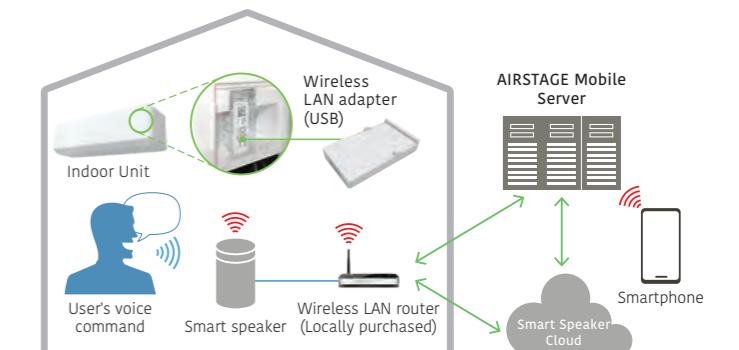 Wireless
LAN adapter
(USB)
AIRSTAGE Mobile
Server
Indoor Unit
User's voice
command
Smart speaker
Wireless LAN router
(Locally purchased)
Smartphone
Smart Speaker
Cloud